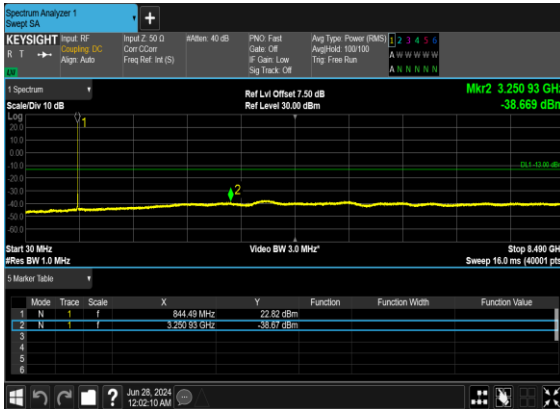 Spectrum Analyzer 1
Swept SA
KEYSIGHT Input: RF Input Z: 50 Ω #Atten: 40 dB PNO: Fast Avg Type: Power (RMS) 1 2 3 4 5 6
R T Coupling: DC Corr CCorr Gate: Off Avg|Hold: 100/100 A W W W W W
Align: Auto Freq Ref: Int (S) IF Gain: Low Trig: Free Run
Sig Track: Off A N N N N N
1 Spectrum Ref Lvl Offset 7.50 dB Mkr2 3.250 93 GHz
Scale/Div 10 dB Ref Level 30.00 dBm -38.669 dBm
Log
20.0
10.0
0.00
-10.0
-20.0
-30.0
-40.0
-50.0
-60.0
1
2
DL1 -13.00 dBm
Start 30 MHz Video BW 3.0 MHz* Stop 8.490 GHz
#Res BW 1.0 MHz Sweep 16.0 ms (40001 pts)
5 Marker Table
Mode Trace Scale X Y Function Function Width Function Value
1 N 1 f 844.49 MHz 22.82 dBm
2 N 1 f 3.250 93 GHz -38.67 dBm
3
4
5
6
? Jun 28, 2024
12:02:10 AM